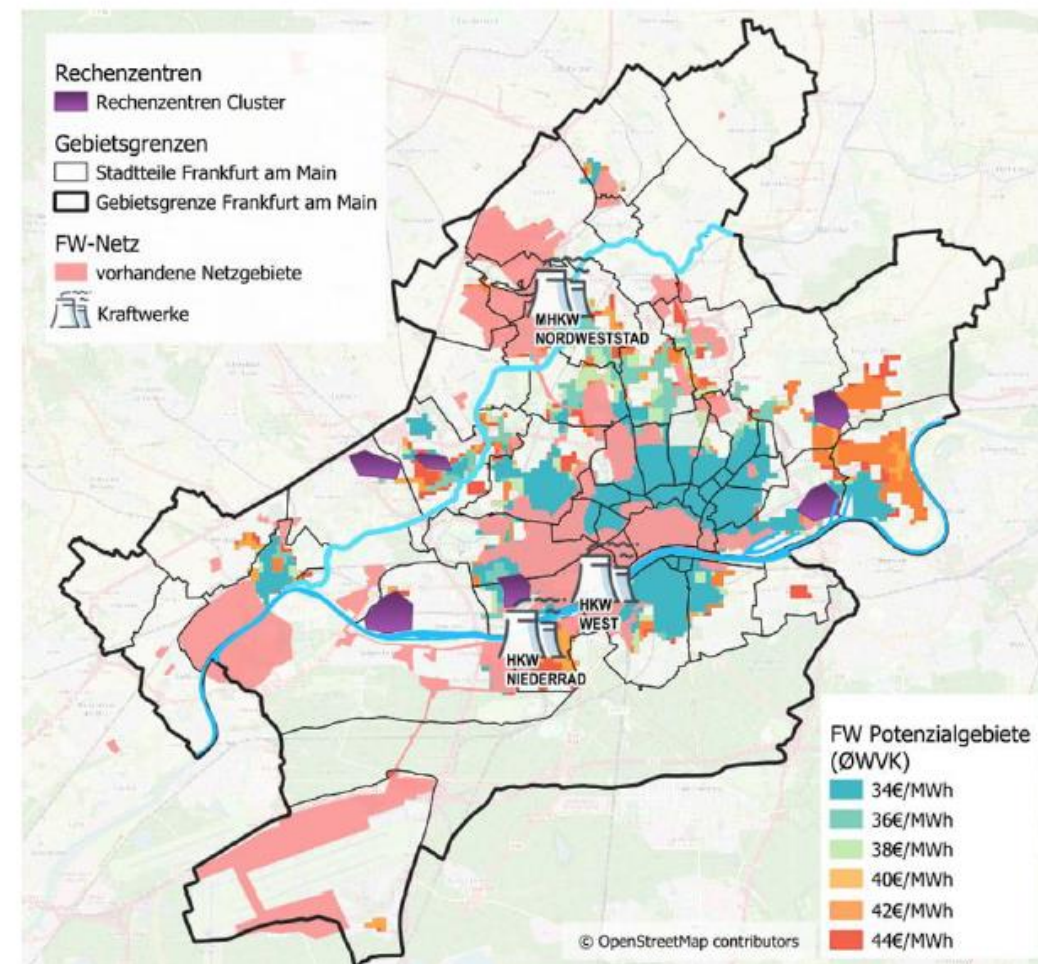 Rechenzentren
Rechenzentren Cluster
Gebietsgrenzen
Stadtteile Frankfurt am Main
Gebietsgrenze Frankfurt am Main
FW-Netz
vorhandene Netzgebiete
Kraftwerke
MHKW
NORDWESTSTAD
HKW
WEST
HKW
NIEDERRAD
FW Potenzialgebiete
(ØWVK)
34€/MWh
36€/MWh
38€/MWh
40€/MWh
42€/MWh
44€/MWh
© OpenStreetMap contributors